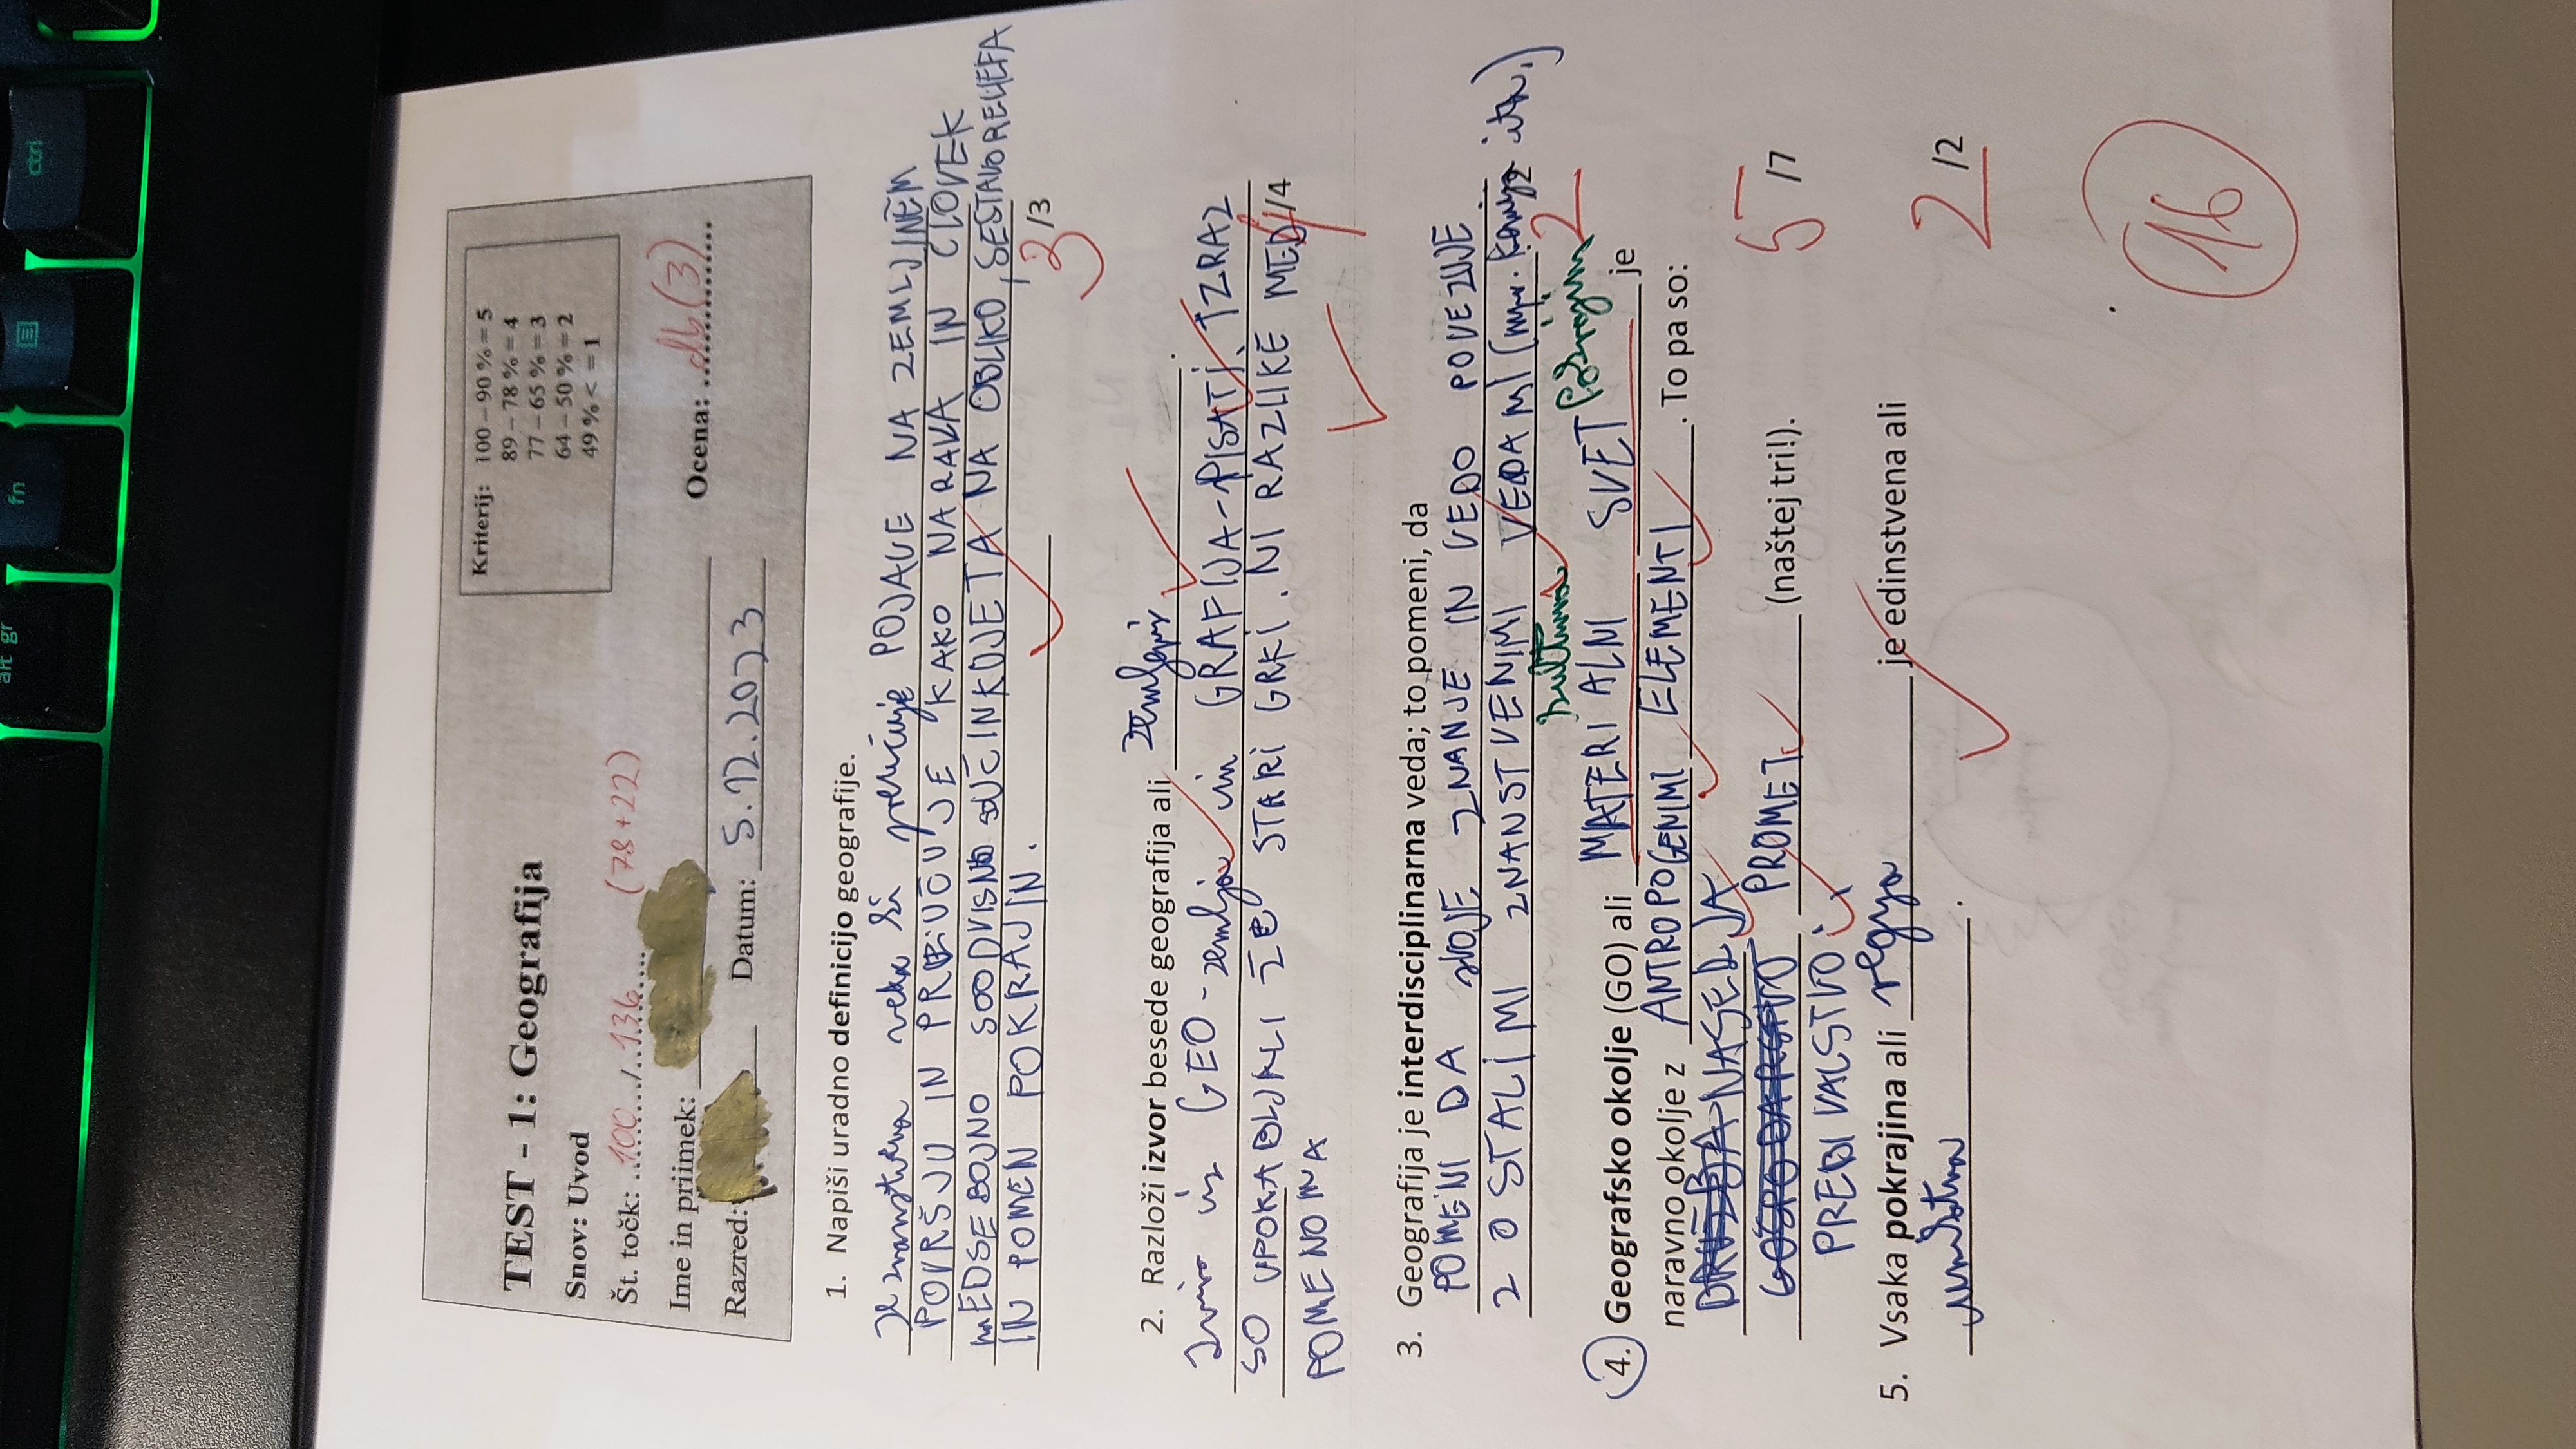 alt gr fn ctrl
TEST - 1: Geografija
Kriterij: 100 – 90 % = 5
89 – 78 % = 4
77 – 65 % = 3
64 – 50 % = 2
49 % < = 1
Snov: Uvod
Št. točk: 100 / 136 (78+22)
Ime in priimek:
Ocena: db (3)
Razred: Datum: 5.12.2023
1. Napiši uradno definicijo geografije.
Je znanstvena veda ki preučuje POJAVE NA ZEMLJINEM
POVRŠJU IN PREUČUJE KAKO NARAVA IN ČLOVEK
MEDSEBOJNO SOODVISNO SOUČINKUJETA NA OBLIKO, SESTAVO RELIEFA
IN POMEN POKRAJIN.
3 /3
2. Razloži izvor besede geografija ali zemljepis.
Izvira iz GEO-zemlja in GRAFIJA-PISATI. IZRAZ
SO UPORABLJALI ŽE STARI GRKI. NI RAZLIKE MED 4/4
POMENOMA
3. Geografija je interdisciplinarna veda; to pomeni, da
POMENI DA svoje ZNANJE IN VEDO POVEZUJE
Z OSTALIMI ZNANSTVENIMI VEDAMI (npr. itn.)
2
kulturna pokrajina
4. Geografsko okolje (GO) ali MATERIALNI SVET je
naravno okolje z ANTROPOGENIMI ELEMENTI. To pa so:
DRUŽBA NASELJA
GOSPODARSTVO PROMET (naštej tri!). 5 /7
PREBIVALSTVO
5. Vsaka pokrajina ali regija je edinstvena ali
unikatna. 2 /2
16